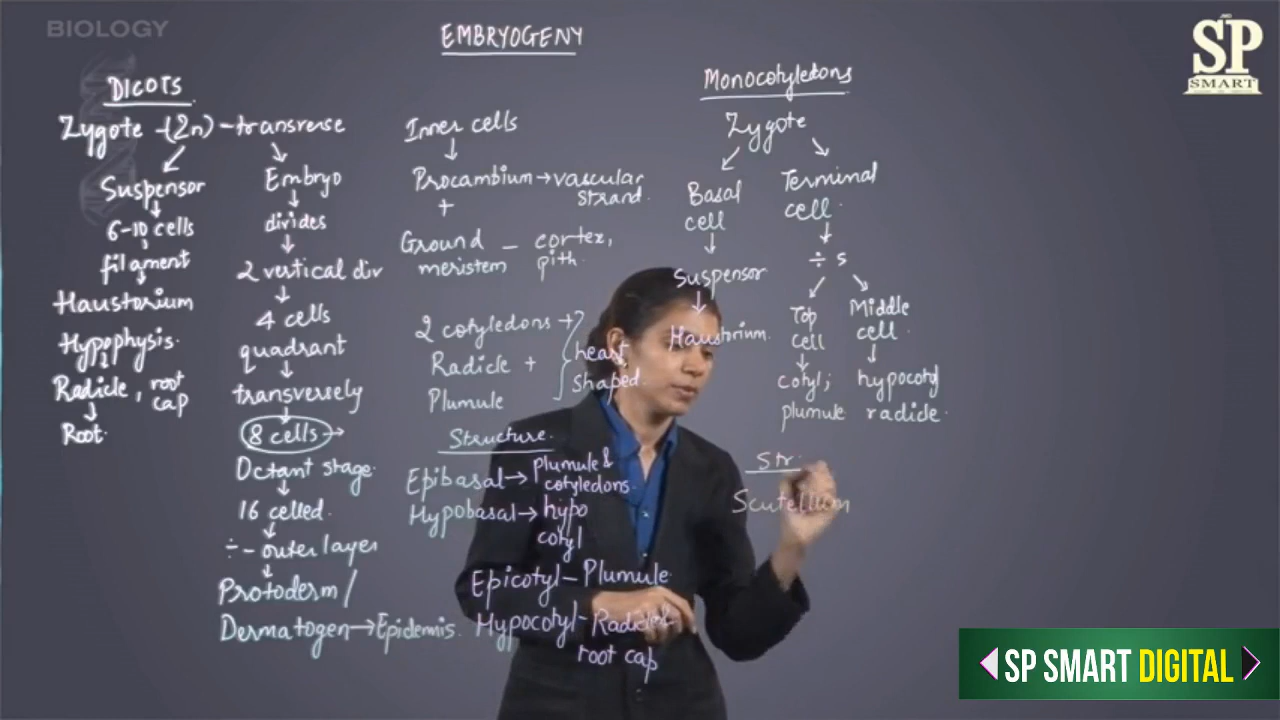 BIOLOGY
EMBRYOGENY
SP
SMART
DICOTS
Zygote -(2n) - transverse
Suspensor
6-10 cells
filament
Haustorium
Hypophysis.
Radicle, root
cap
Root.
Embryo
divides
2 vertical div
4 cells
quadrant
transversely
8 cells
Octant stage.
16 celled.
÷ - outer layer
Protoderm /
Dermatogen → Epidermis.
Inner cells
Procambium → vascular
strand.
+
Ground - cortex,
meristem pith.
2 cotyledons +
Radicle + heart
Shaped.
Plumule
Structure.
Epibasal → plumule &
cotyledons.
Hypobasal → hypo
cotyl
Epicotyl - Plumule.
Hypocotyl - Radicle
root cap
Monocotyledons
Zygote
Basal
cell
Suspensor
Haustorium.
Terminal
cell.
÷ s
Top
cell
cotyl;
plumule
Middle
cell.
hypocotyl
radicle.
Str.
Scutellum
SP SMART DIGITAL